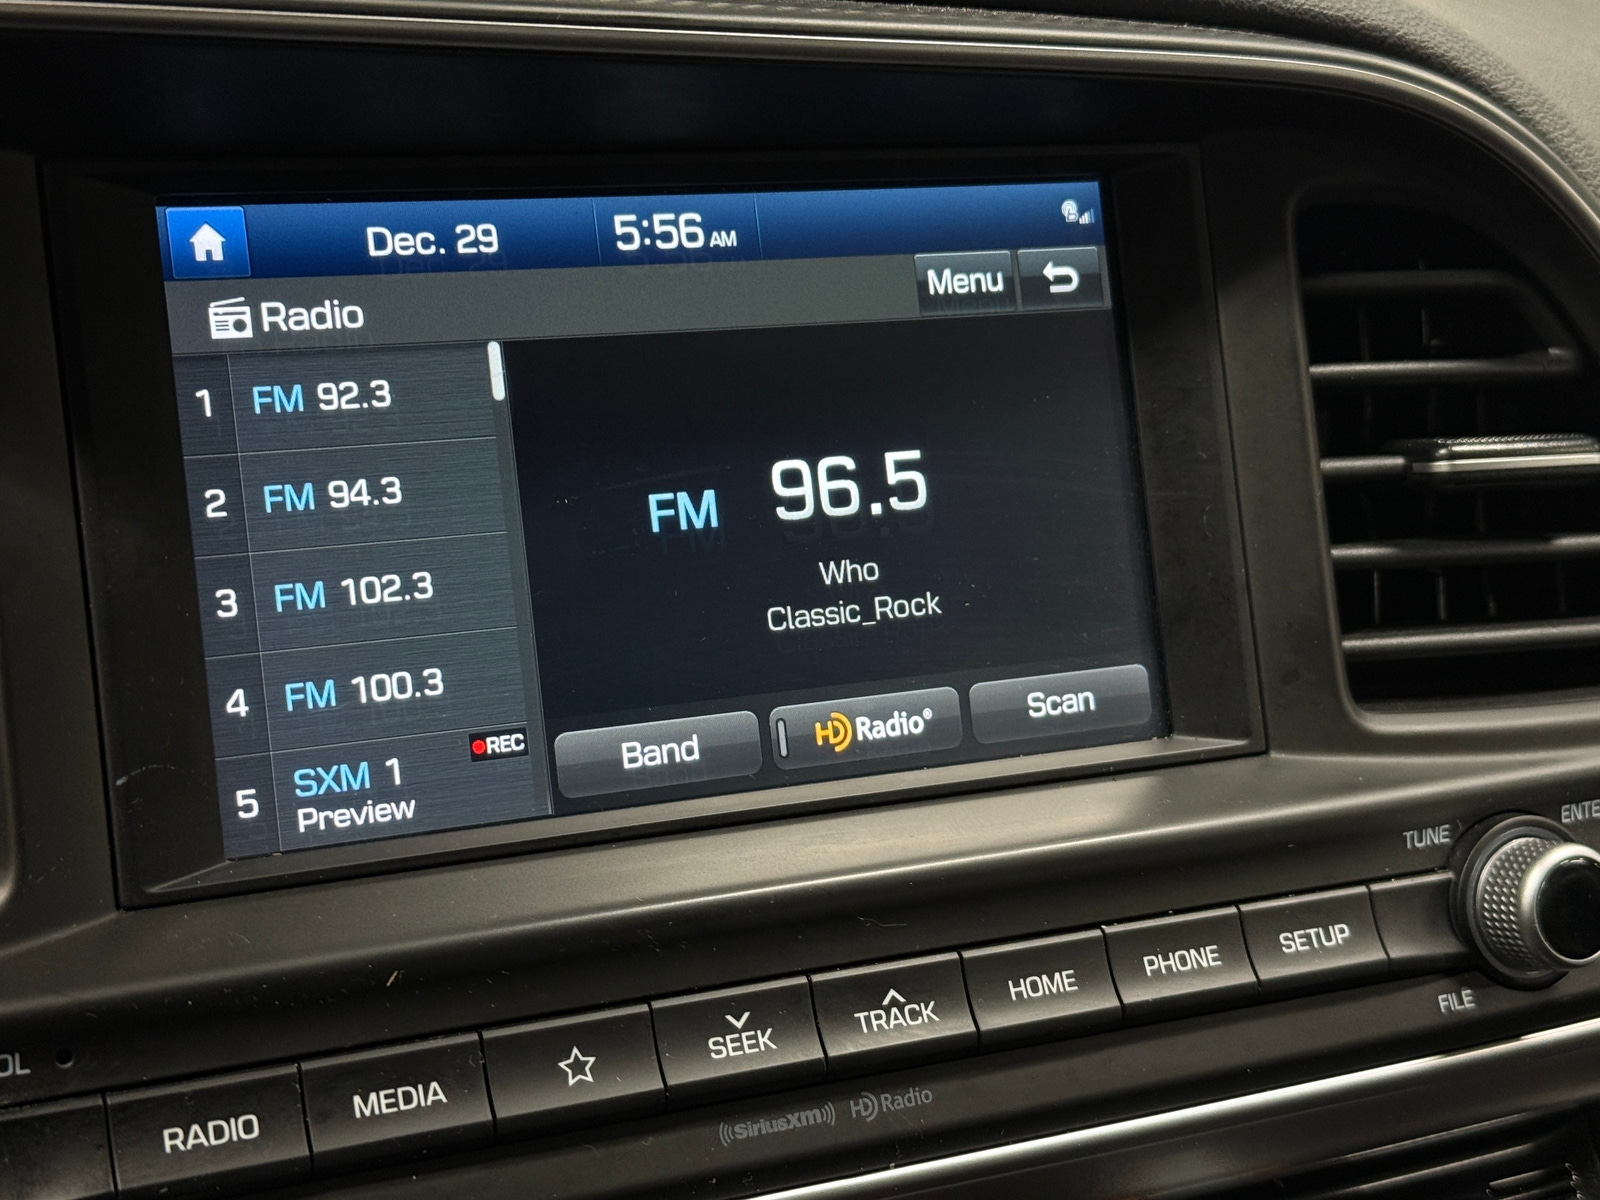 Dec. 29
5:56 AM
Radio
Menu
1 FM 92.3
2 FM 94.3
3 FM 102.3
4 FM 100.3
REC
5 SXM 1
Preview
FM 96.5
Who
Classic_Rock
Band
HD Radio®
Scan
TUNE
FILE
RADIO
MEDIA
SEEK
TRACK
HOME
PHONE
SETUP
((SiriusXM)) HD Radio